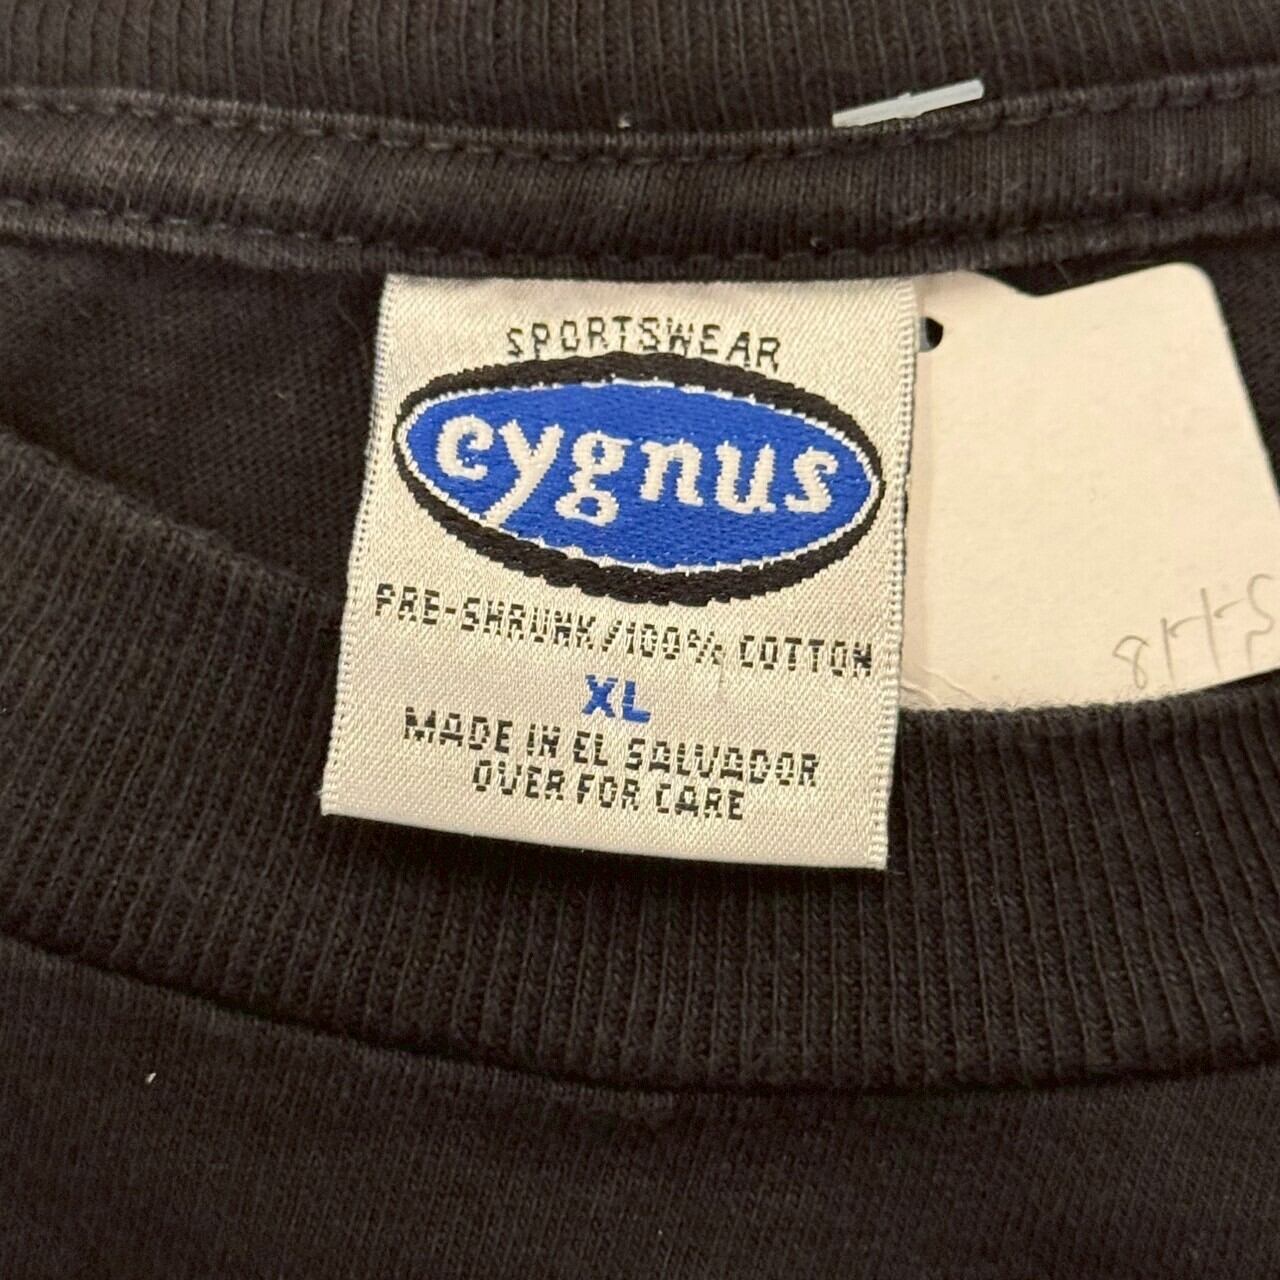 SPORTSWEAR
cygnus
PRE-SHRUNK/100% COTTON
XL
MADE IN EL SALVADOR
OVER FOR CARE